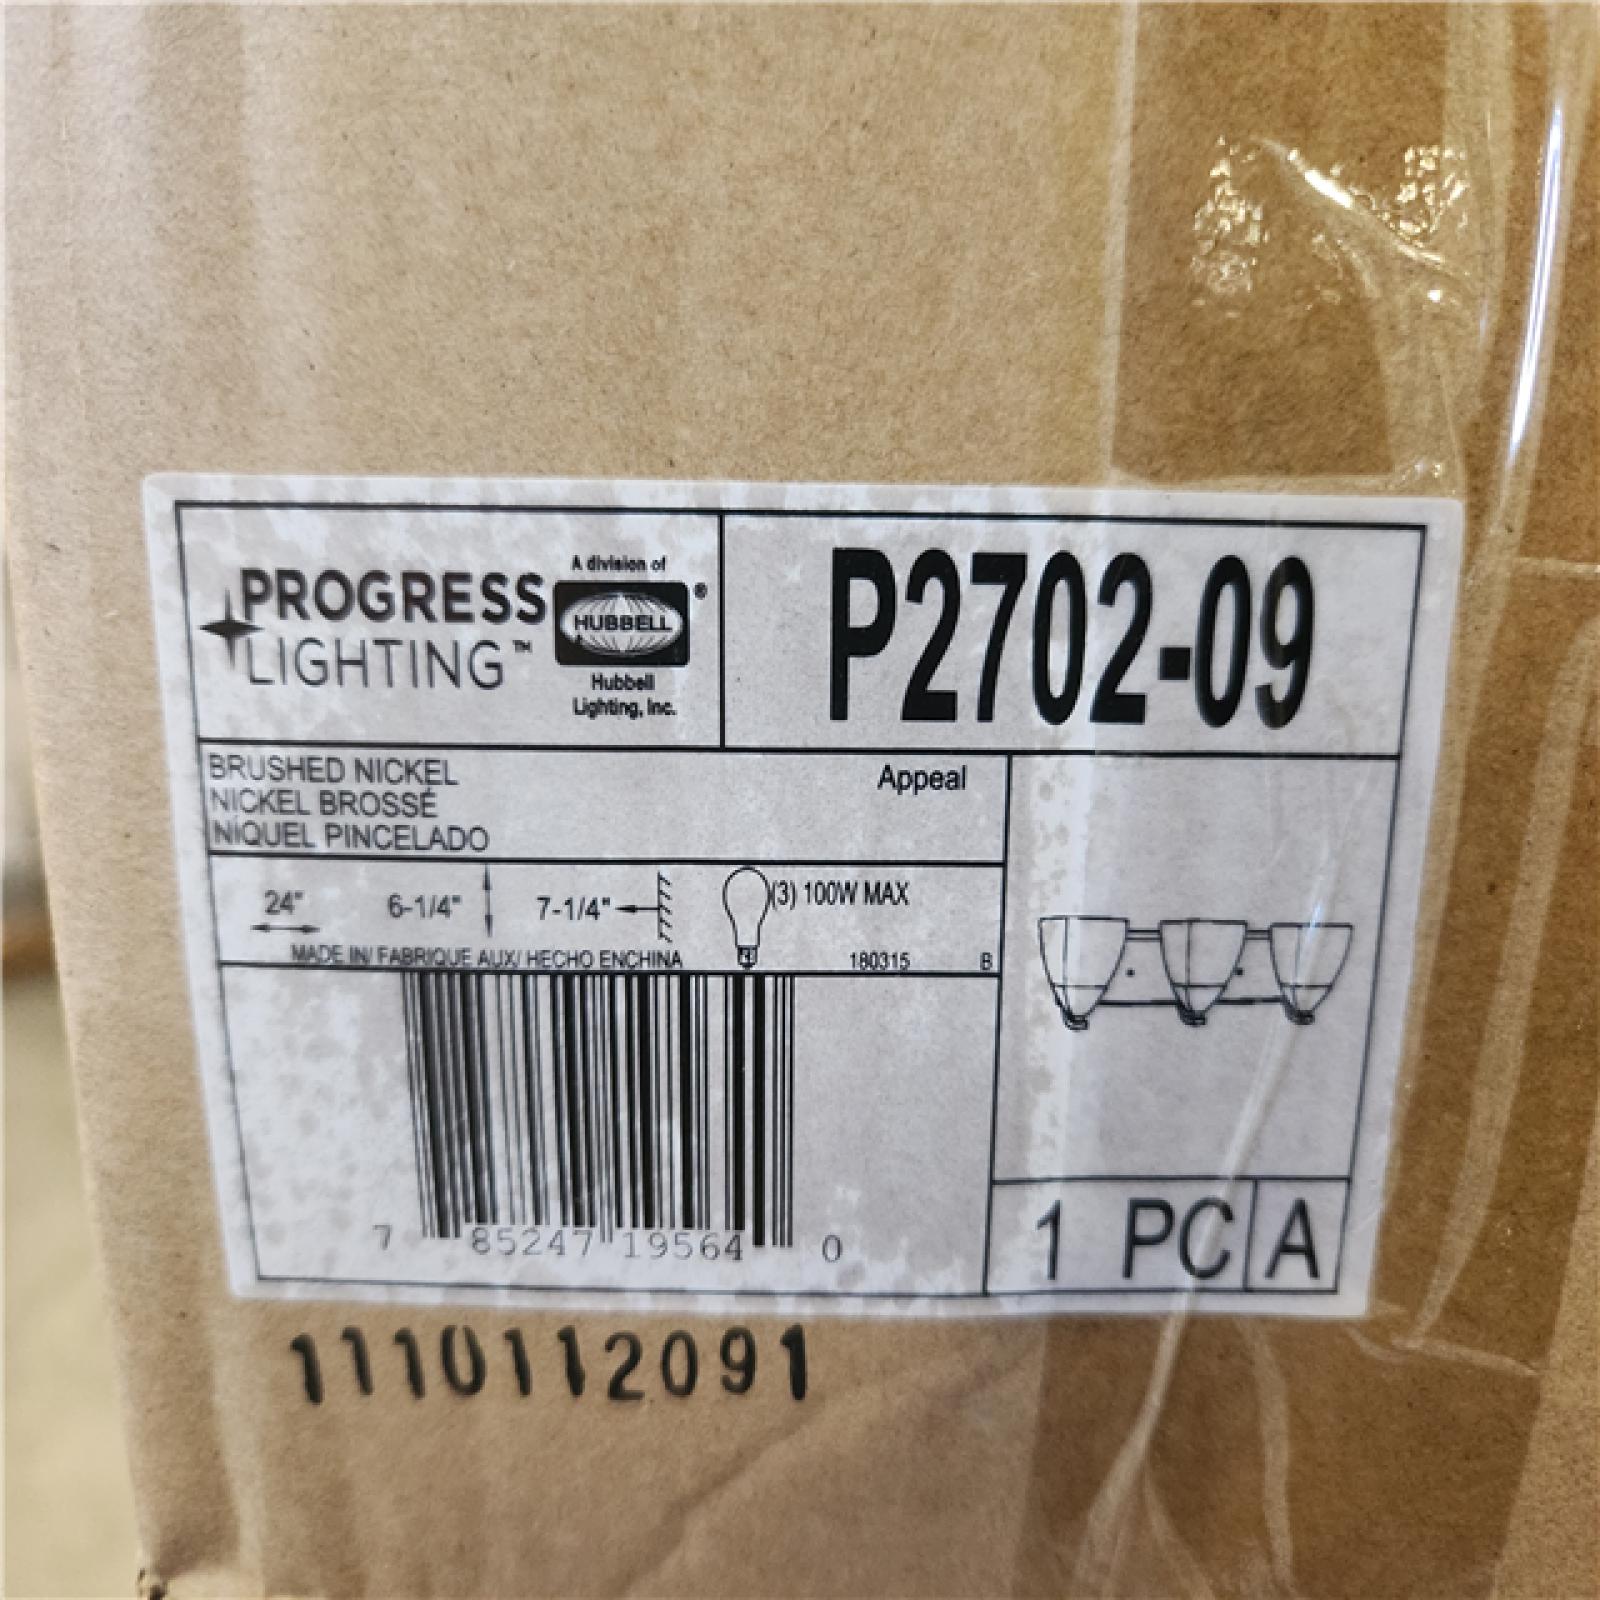 PROGRESS
LIGHTING™
A division of
HUBBELL®
Hubbell
Lighting, Inc.
P2702-09
BRUSHED NICKEL
NICKEL BROSSÉ
NÍQUEL PINCELADO
Appeal
24" 6-1/4" 7-1/4" (3) 100W MAX
MADE IN/ FABRIQUE AUX/ HECHO ENCHINA 180315 B
7 85247 19564 0
1 PC A
1110112091